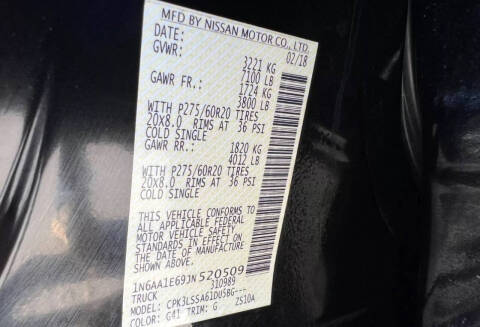 MFD BY NISSAN MOTOR CO., LTD.
DATE: 02/18
GVWR: 3221 KG
7100 LB
GAWR FR.: 1724 KG
3800 LB
WITH P275/60R20 TIRES
20X8.0 RIMS AT 36 PSI
COLD SINGLE
GAWR RR.: 1820 KG
4012 LB
WITH P275/60R20 TIRES
20X8.0 RIMS AT 36 PSI
COLD SINGLE
THIS VEHICLE CONFORMS TO
ALL APPLICABLE FEDERAL
MOTOR VEHICLE SAFETY
STANDARDS IN EFFECT ON
THE DATE OF MANUFACTURE
SHOWN ABOVE.
1N6AA1E69JN520509
TRUCK 310989
MODEL: CPK3LSSA61DUSBG---
COLOR: G41 TRIM: G 2S10A